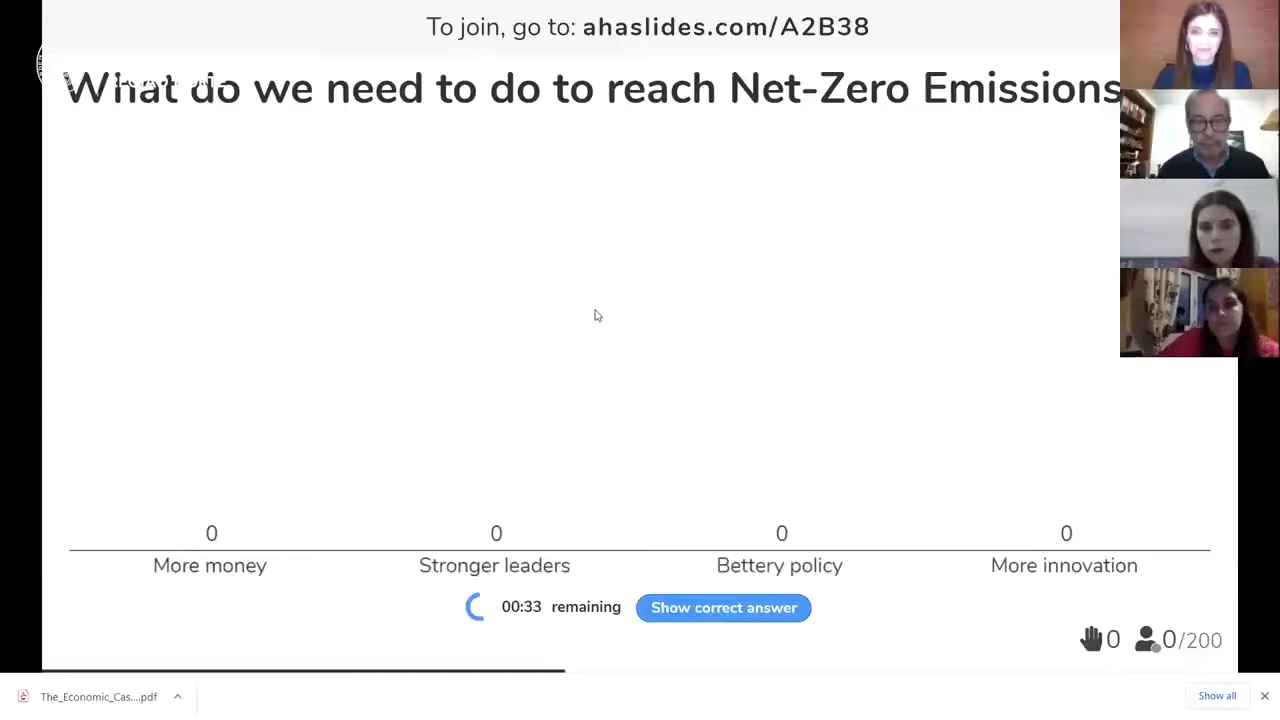 To join, go to: ahaslides.com/A2B38
What do we need to do to reach Net-Zero Emissions
0 0 0 0
More money Stronger leaders Bettery policy More innovation
00:33 remaining Show correct answer
0 0/200
The_Economic_Cas....pdf Show all